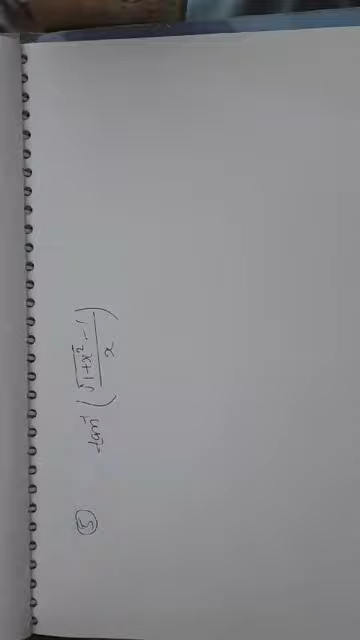 ⑤ tan⁻¹ ( (√1+x² - 1) / x )